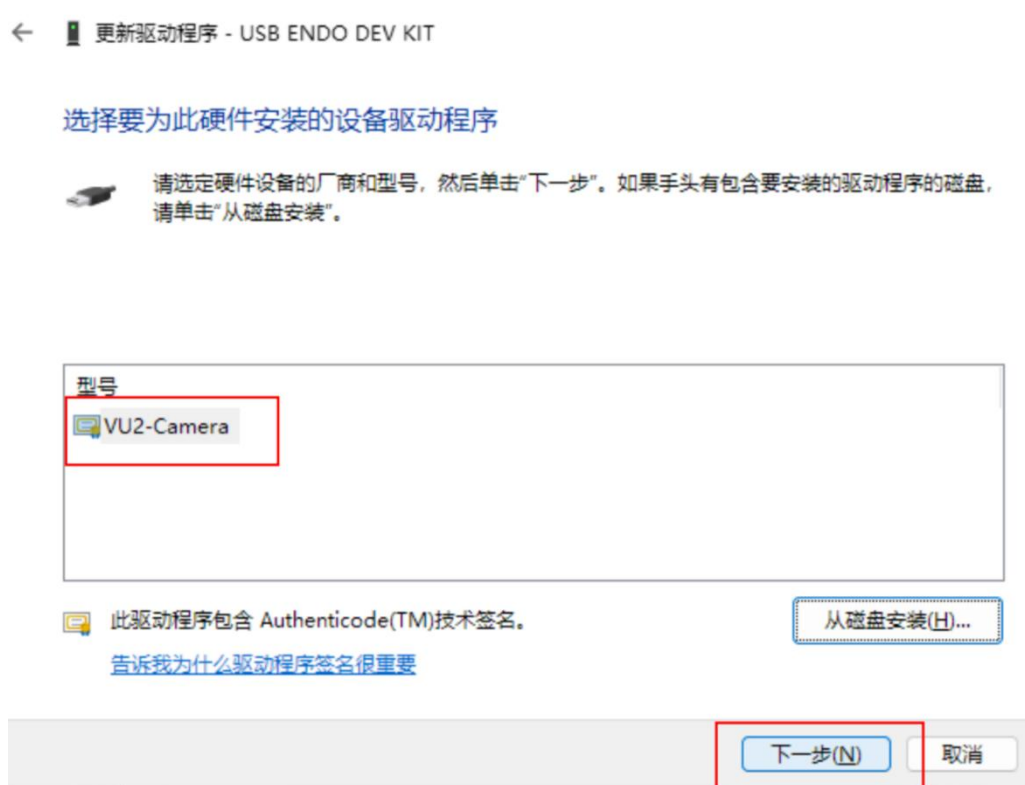 更新驱动程序 - USB ENDO DEV KIT
选择要为此硬件安装的设备驱动程序
请选定硬件设备的厂商和型号，然后单击“下一步”。如果手头有包含要安装的驱动程序的磁盘，
请单击“从磁盘安装”。
型号
VU2-Camera
此驱动程序包含 Authenticode(TM)技术签名。
从磁盘安装(H)...
告诉我为什么驱动程序签名很重要
下一步(N)
取消